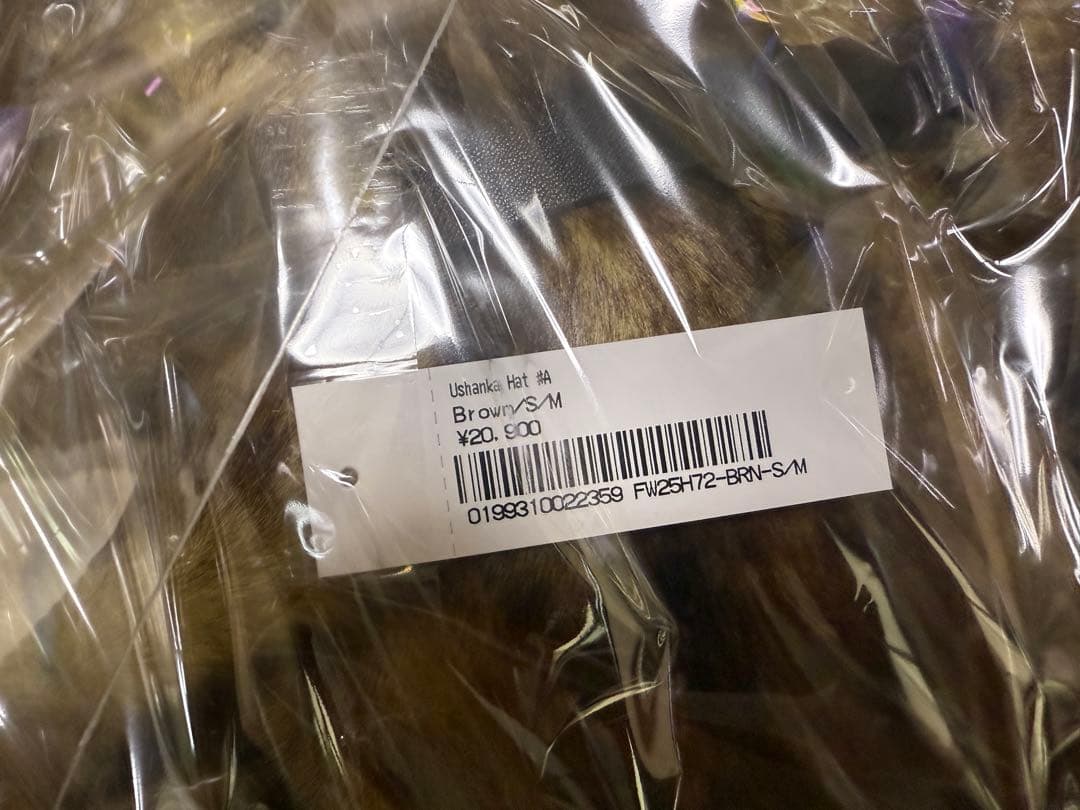 Ushanka Hat #A
Brown/S/M
¥20,900
0199310022359 FW25H72-BRN-S/M